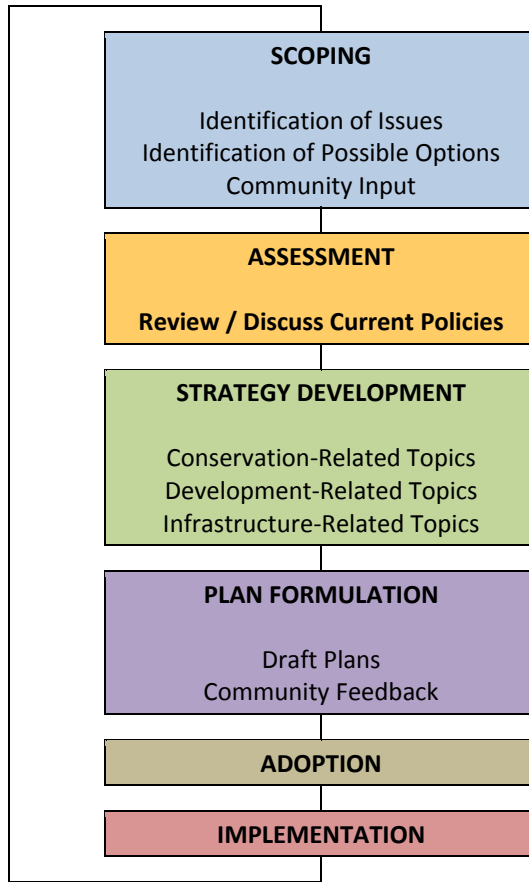 SCOPING
Identification of Issues
Identification of Possible Options
Community Input
ASSESSMENT
Review / Discuss Current Policies
STRATEGY DEVELOPMENT
Conservation-Related Topics
Development-Related Topics
Infrastructure-Related Topics
PLAN FORMULATION
Draft Plans
Community Feedback
ADOPTION
IMPLEMENTATION